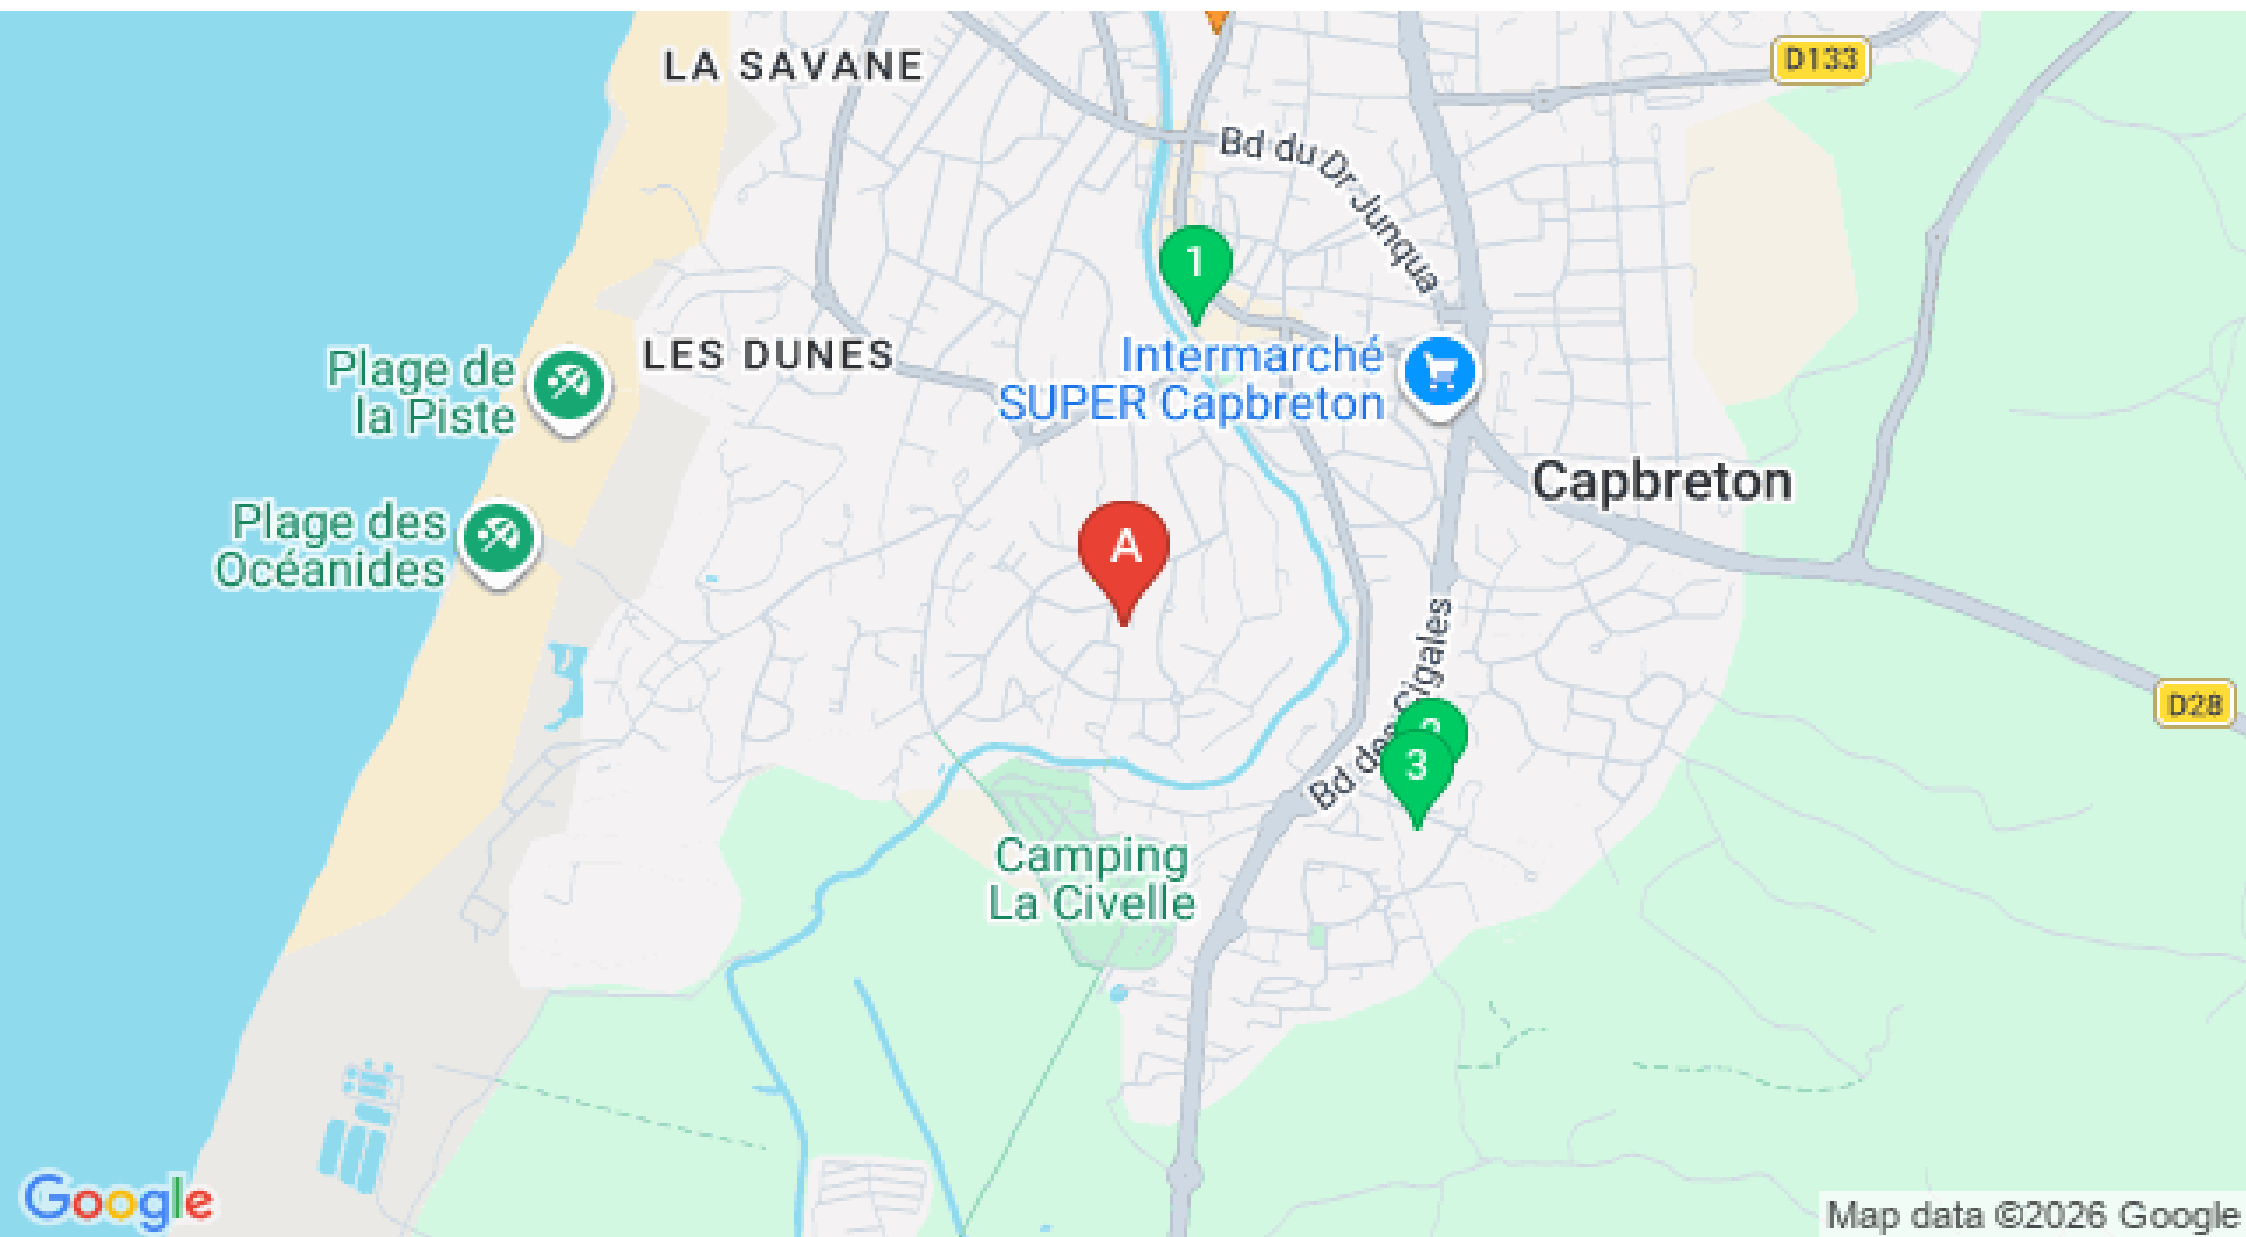 LA SAVANE
D133
Bd du Dr Junqua
1
LES DUNES
Plage de
la Piste
Intermarché
SUPER Capbreton
Capbreton
Plage des
Océanides
A
Bd des Cigales
D28
2
3
Camping
La Civelle
Google
Map data ©2026 Google